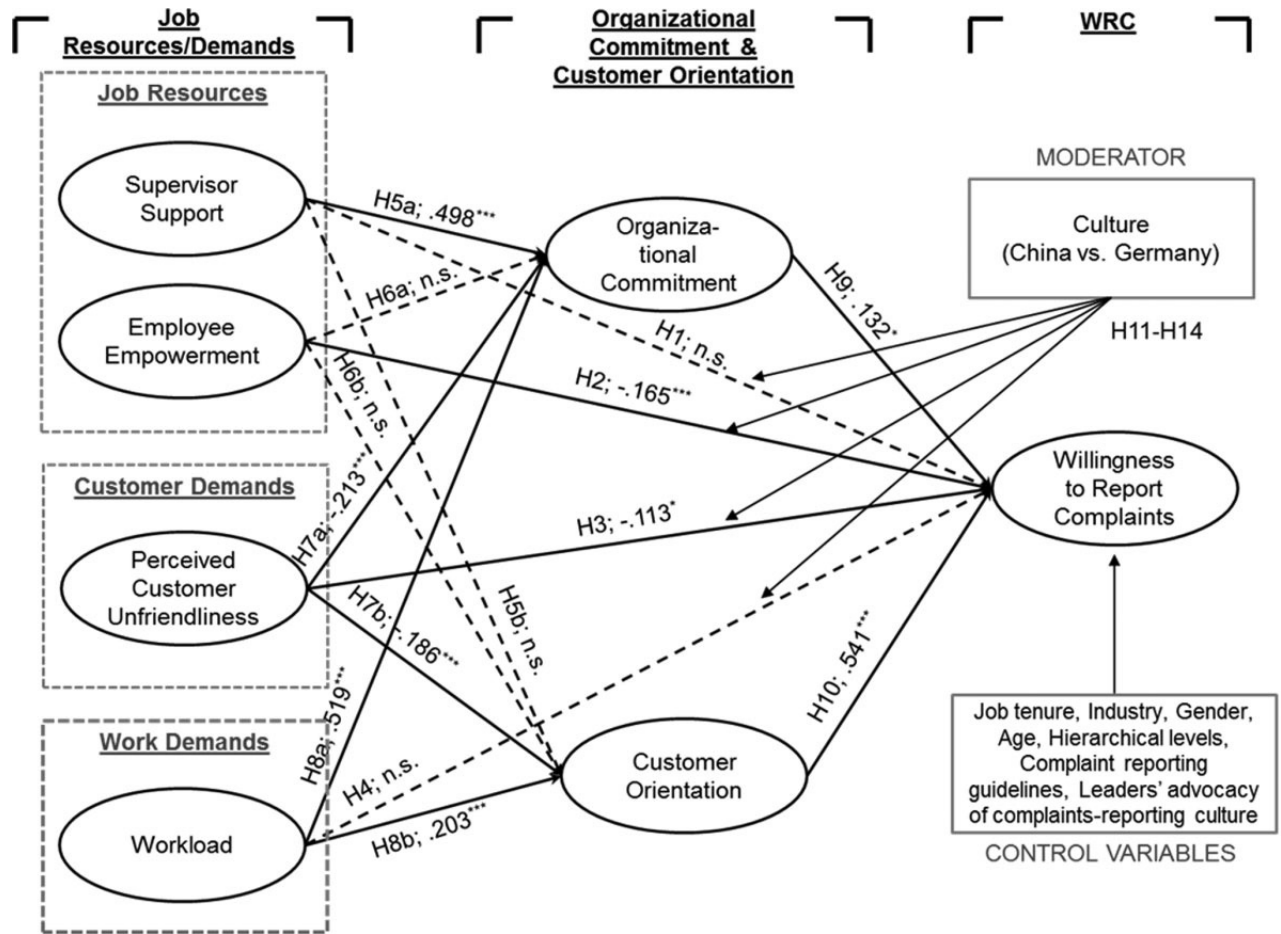 Job
Resources/Demands
Organizational
Commitment &
Customer Orientation
WRC
Job Resources
Supervisor
Support
Employee
Empowerment
Customer Demands
Perceived
Customer
Unfriendliness
Work Demands
Workload
H5a; .498***
H6a; n.s.
H1; n.s.
H2; -.165***
H6b; n.s.
H7a; -.213***
H3; -.113*
H7b; -.186***
H5b; n.s.
H8a; .519***
H4; n.s.
H8b; .203***
Organiza-
tional
Commitment
Customer
Orientation
H9; .132*
H10; .541***
MODERATOR
Culture
(China vs. Germany)
H11-H14
Willingness
to Report
Complaints
Job tenure, Industry, Gender,
Age, Hierarchical levels,
Complaint reporting
guidelines, Leaders’ advocacy
of complaints-reporting culture
CONTROL VARIABLES